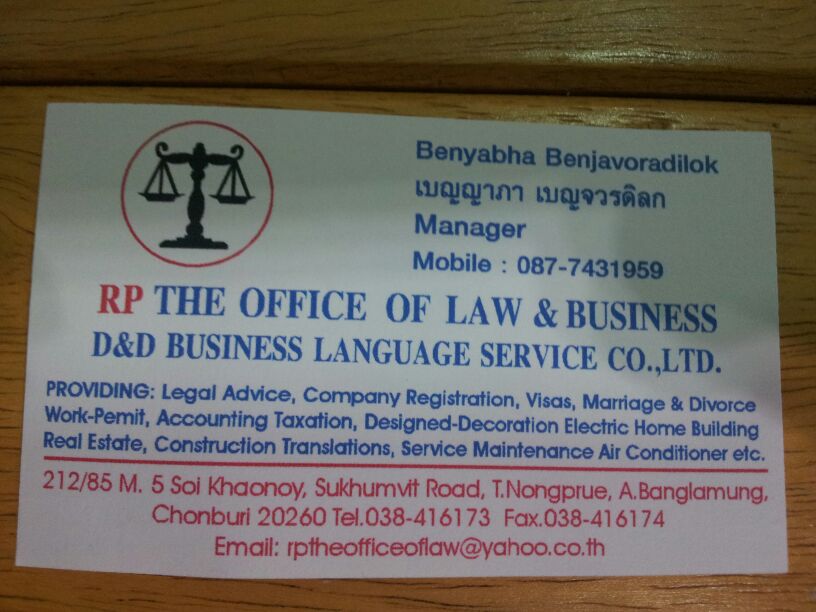 Benyabha Benjavoradilok
เบญญาภา เบญจวรดิลก
Manager
Mobile : 087-7431959
RP THE OFFICE OF LAW & BUSINESS
D&D BUSINESS LANGUAGE SERVICE CO.,LTD.
PROVIDING: Legal Advice, Company Registration, Visas, Marriage & Divorce
Work-Pemit, Accounting Taxation, Designed-Decoration Electric Home Building
Real Estate, Construction Translations, Service Maintenance Air Conditioner etc.
212/85 M. 5 Soi Khaonoy, Sukhumvit Road, T.Nongprue, A.Banglamung,
Chonburi 20260 Tel.038-416173 Fax.038-416174
Email: rptheofficeoflaw@yahoo.co.th